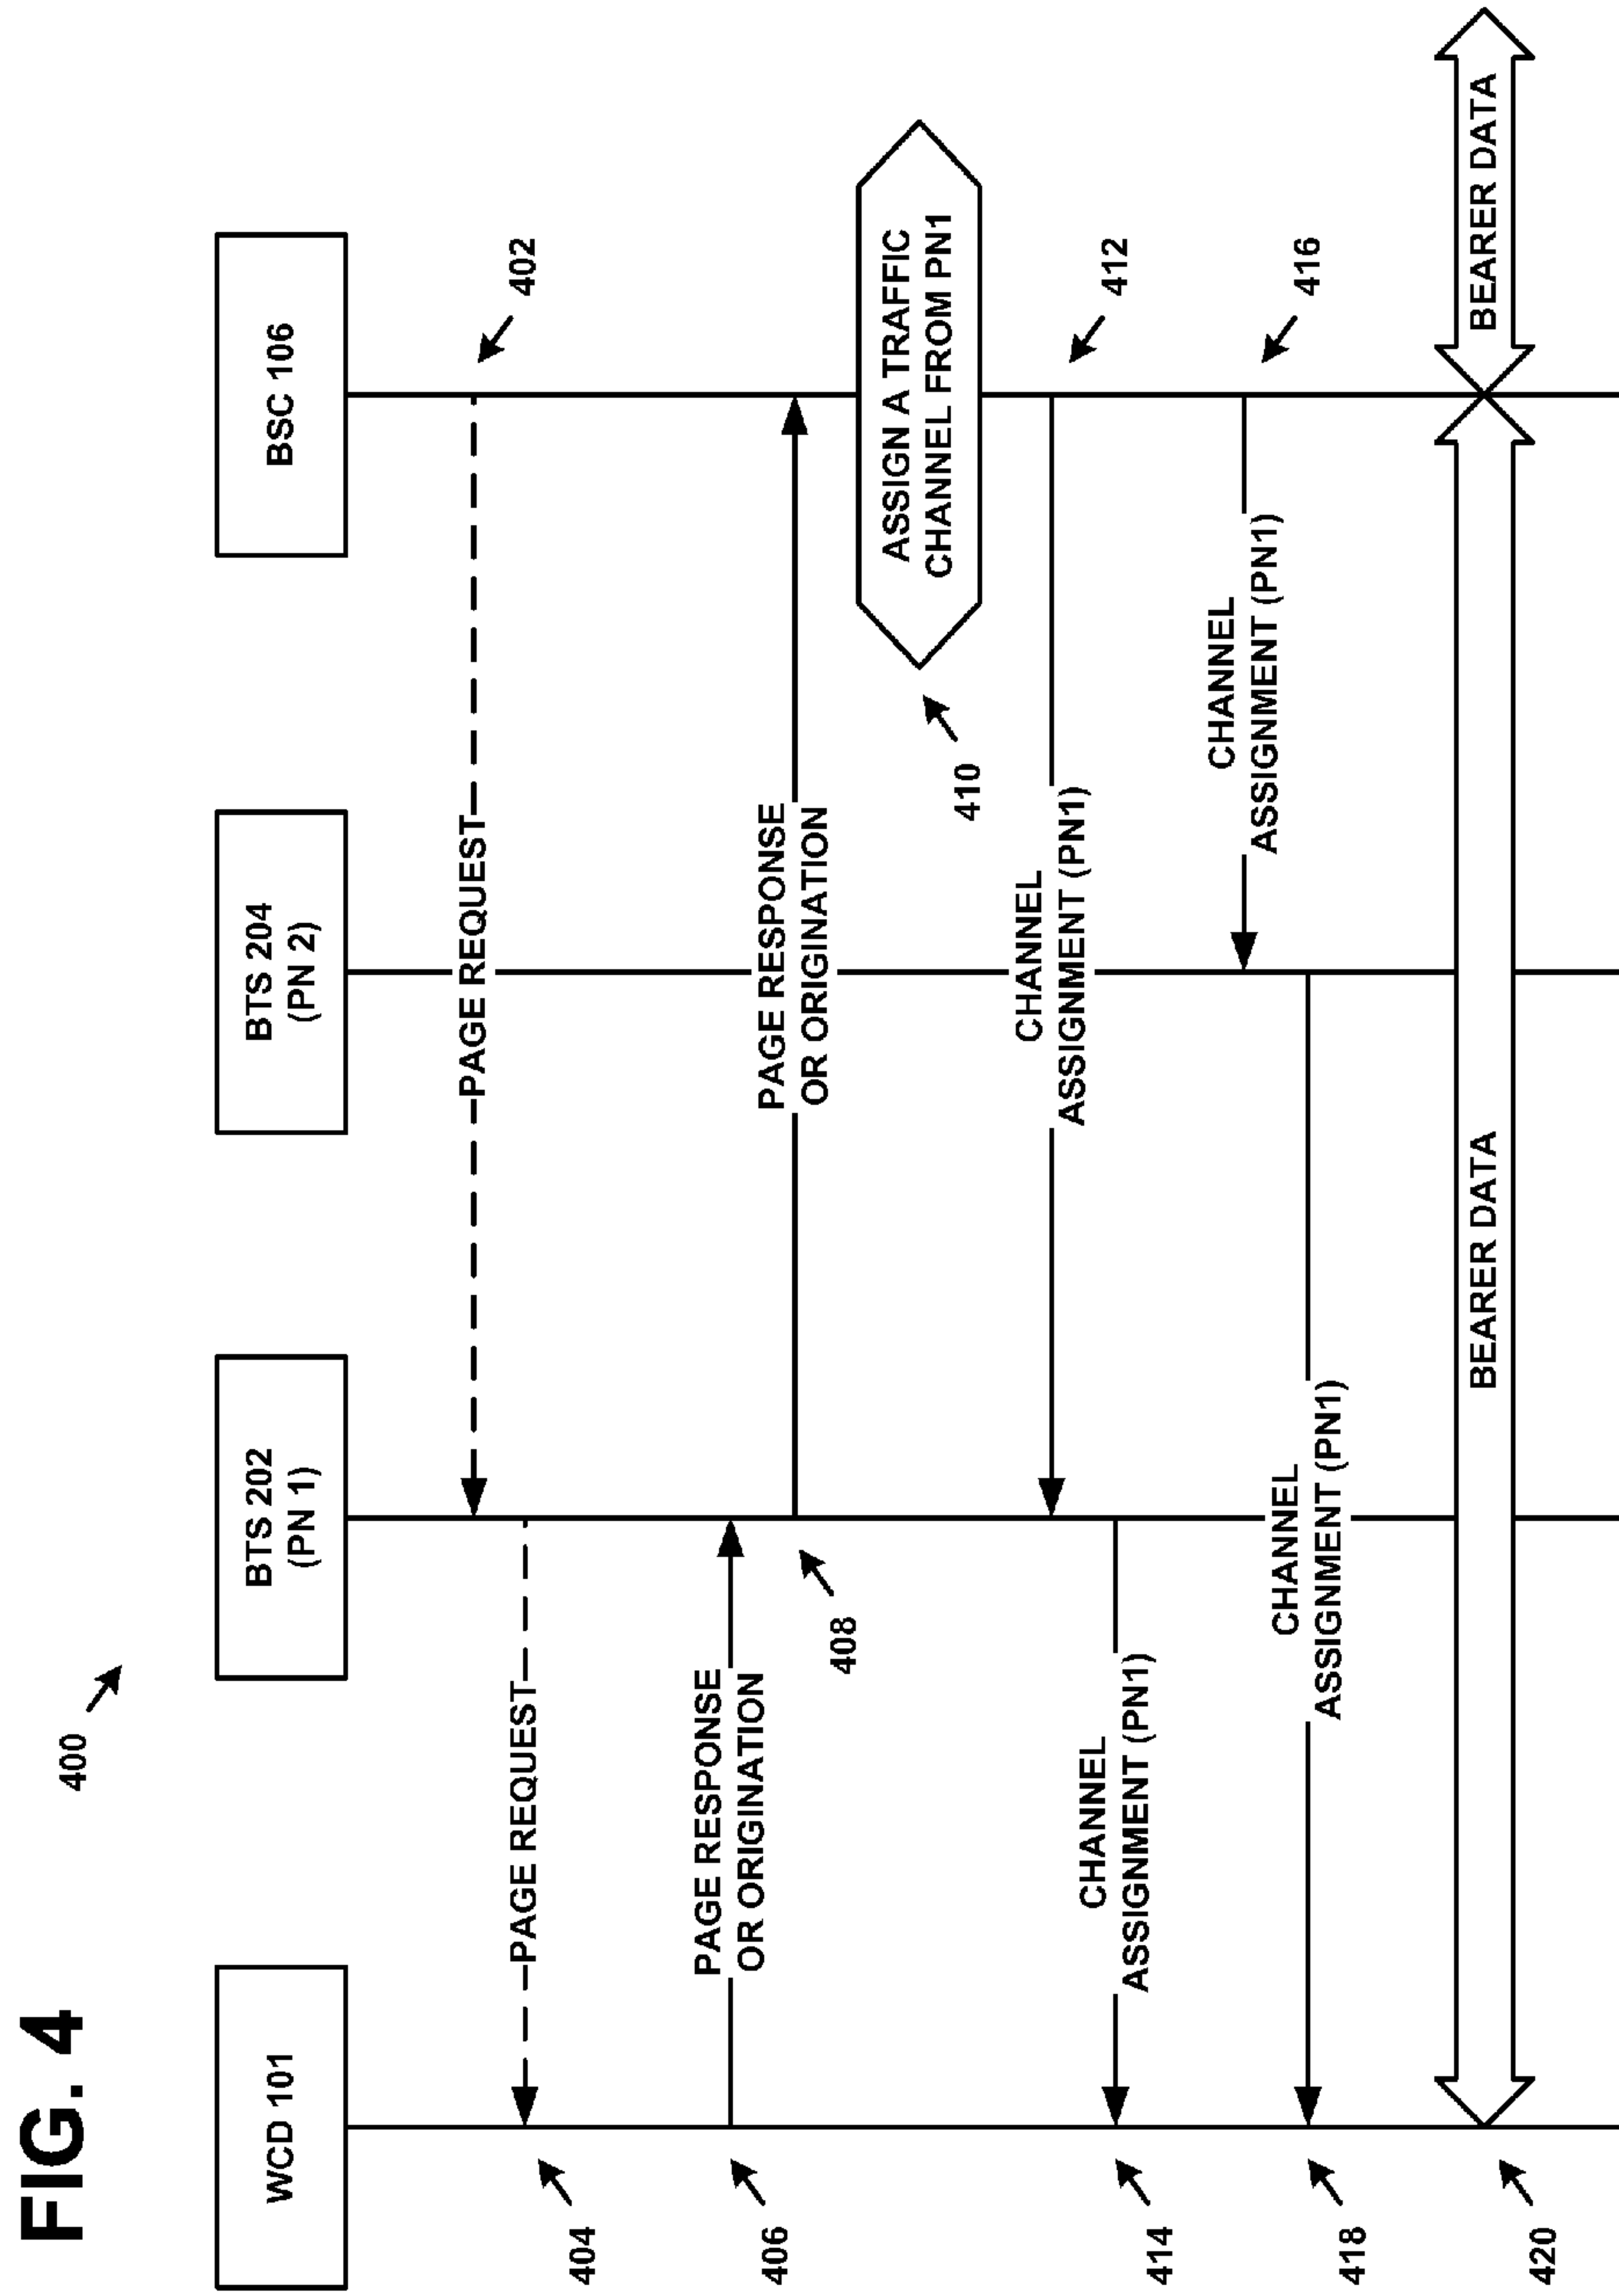 FIG. 4
400
WCD 101
BTS 202
(PN 1)
BTS 204
(PN 2)
BSC 106
PAGE REQUEST
402
PAGE REQUEST
404
PAGE RESPONSE
OR ORIGINATION
406
PAGE RESPONSE
OR ORIGINATION
408
ASSIGN A TRAFFIC
CHANNEL FROM PN1
410
CHANNEL
ASSIGNMENT (PN1)
412
CHANNEL
ASSIGNMENT (PN1)
414
CHANNEL
ASSIGNMENT (PN1)
416
CHANNEL
ASSIGNMENT (PN1)
418
BEARER DATA
BEARER DATA
420